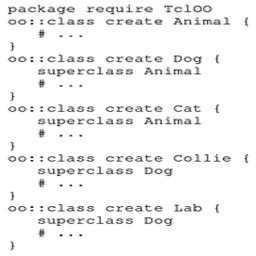 package require TclOO
oo::class create Animal {
    # ...
}
oo::class create Dog {
    superclass Animal
    # ...
}
oo::class create Cat {
    superclass Animal
    # ...
}
oo::class create Collie {
    superclass Dog
    # ...
}
oo::class create Lab {
    superclass Dog
    # ...
}